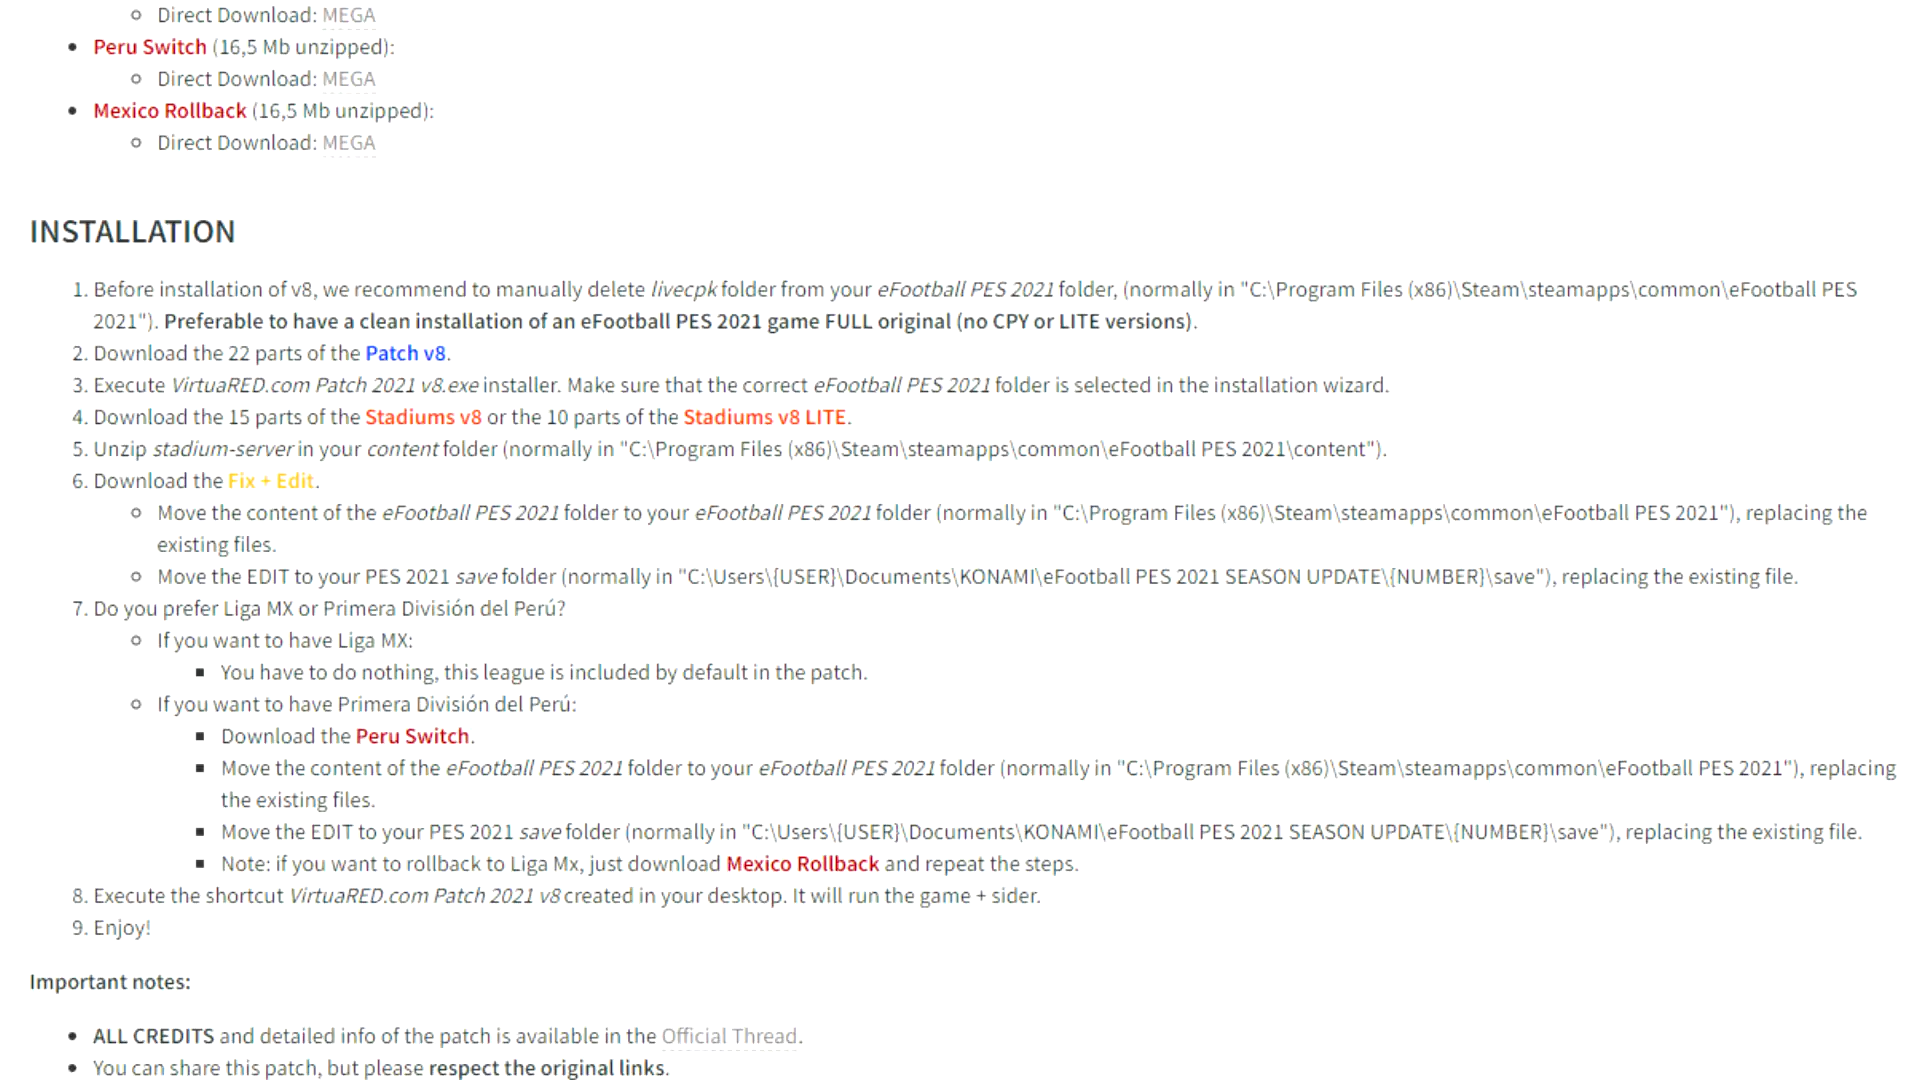 Direct Download: MEGA
Peru Switch (16,5 Mb unzipped):
Direct Download: MEGA
Mexico Rollback (16,5 Mb unzipped):
Direct Download: MEGA
INSTALLATION
1. Before installation of v8, we recommend to manually delete livecpk folder from your eFootball PES 2021 folder, (normally in "C:\Program Files (x86)\Steam\steamapps\common\eFootball PES
2021"). Preferable to have a clean installation of an eFootball PES 2021 game FULL original (no CPY or LITE versions).
2. Download the 22 parts of the Patch v8.
3. Execute VirtuaRED.com Patch 2021 v8.exe installer. Make sure that the correct eFootball PES 2021 folder is selected in the installation wizard.
4. Download the 15 parts of the Stadiums v8 or the 10 parts of the Stadiums v8 LITE.
5. Unzip stadium-server in your content folder (normally in "C:\Program Files (x86)\Steam\steamapps\common\eFootball PES 2021\content").
6. Download the Fix + Edit.
Move the content of the eFootball PES 2021 folder to your eFootball PES 2021 folder (normally in "C:\Program Files (x86)\Steam\steamapps\common\eFootball PES 2021"), replacing the
existing files.
Move the EDIT to your PES 2021 save folder (normally in "C:\Users\{USER}\Documents\KONAMI\eFootball PES 2021 SEASON UPDATE\{NUMBER}\save"), replacing the existing file.
7. Do you prefer Liga MX or Primera División del Perú?
If you want to have Liga MX:
You have to do nothing, this league is included by default in the patch.
If you want to have Primera División del Perú:
Download the Peru Switch.
Move the content of the eFootball PES 2021 folder to your eFootball PES 2021 folder (normally in "C:\Program Files (x86)\Steam\steamapps\common\eFootball PES 2021"), replacing
the existing files.
Move the EDIT to your PES 2021 save folder (normally in "C:\Users\{USER}\Documents\KONAMI\eFootball PES 2021 SEASON UPDATE\{NUMBER}\save"), replacing the existing file.
Note: if you want to rollback to Liga Mx, just download Mexico Rollback and repeat the steps.
8. Execute the shortcut VirtuaRED.com Patch 2021 v8 created in your desktop. It will run the game + sider.
9. Enjoy!
Important notes:
ALL CREDITS and detailed info of the patch is available in the Official Thread.
You can share this patch, but please respect the original links.